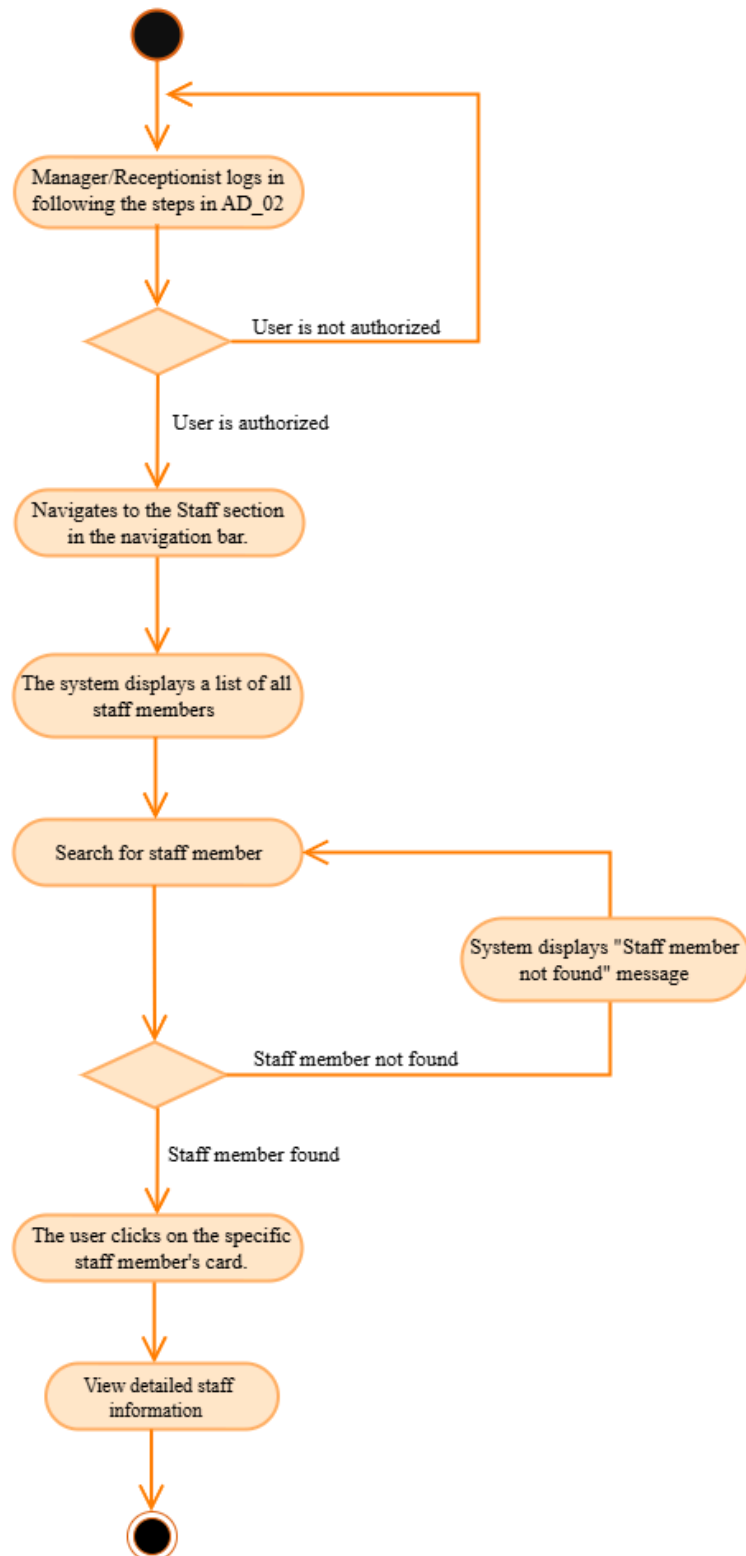 Manager/Receptionist logs in
following the steps in AD_02
User is not authorized
User is authorized
Navigates to the Staff section
in the navigation bar.
The system displays a list of all
staff members
Search for staff member
System displays "Staff member
not found" message
Staff member not found
Staff member found
The user clicks on the specific
staff member's card.
View detailed staff
information